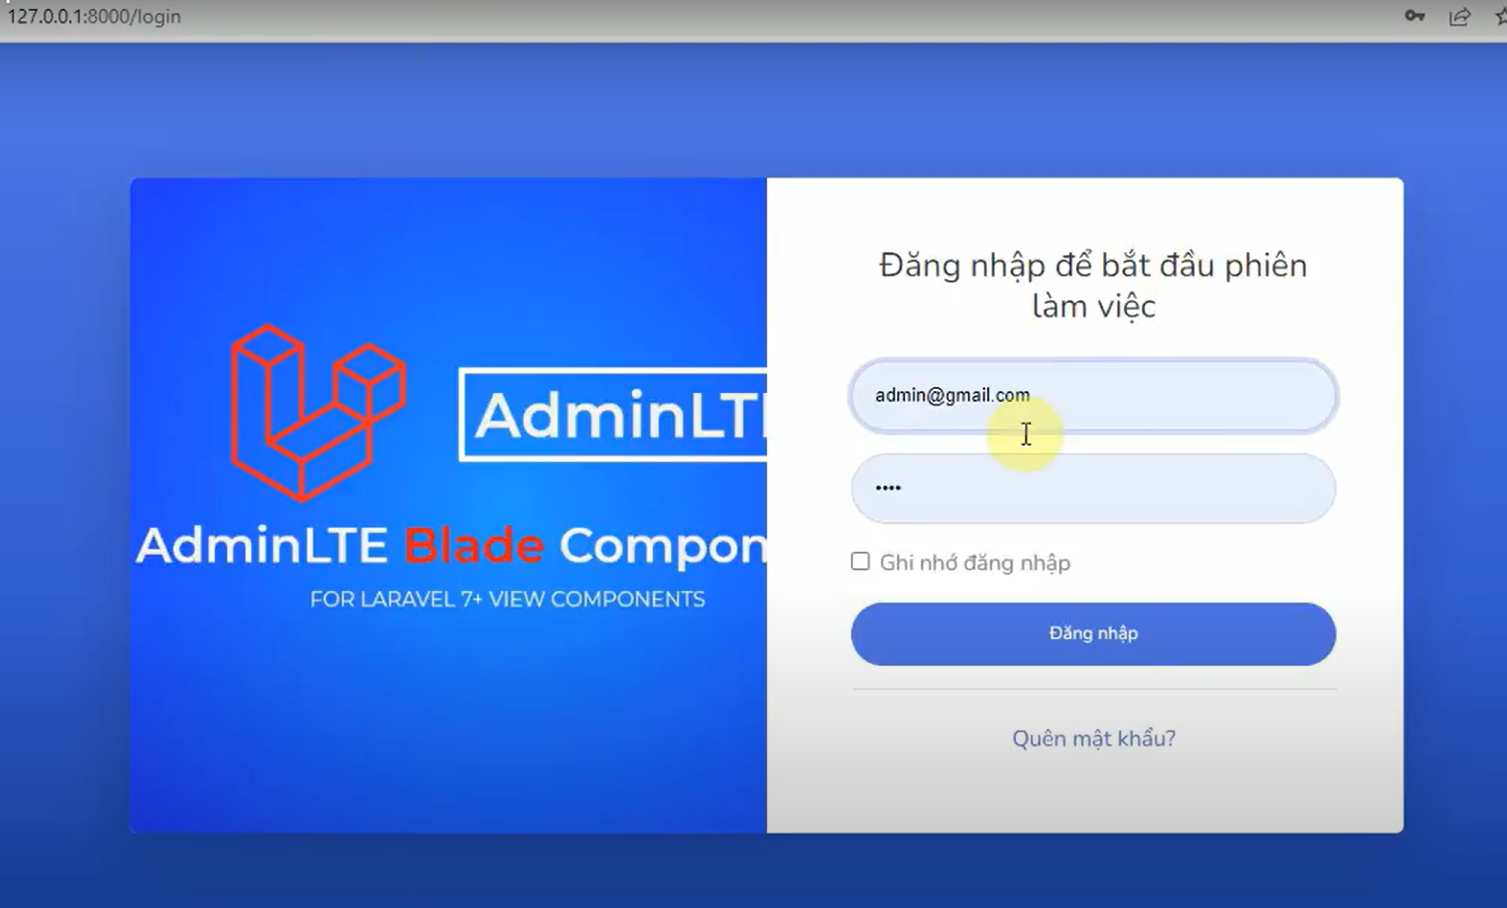 127.0.0.1:8000/login
AdminLT
AdminLTE Blade Compon
FOR LARAVEL 7+ VIEW COMPONENTS
Đăng nhập để bắt đầu phiên
làm việc
admin@gmail.com
••••
Ghi nhớ đăng nhập
Đăng nhập
Quên mật khẩu?